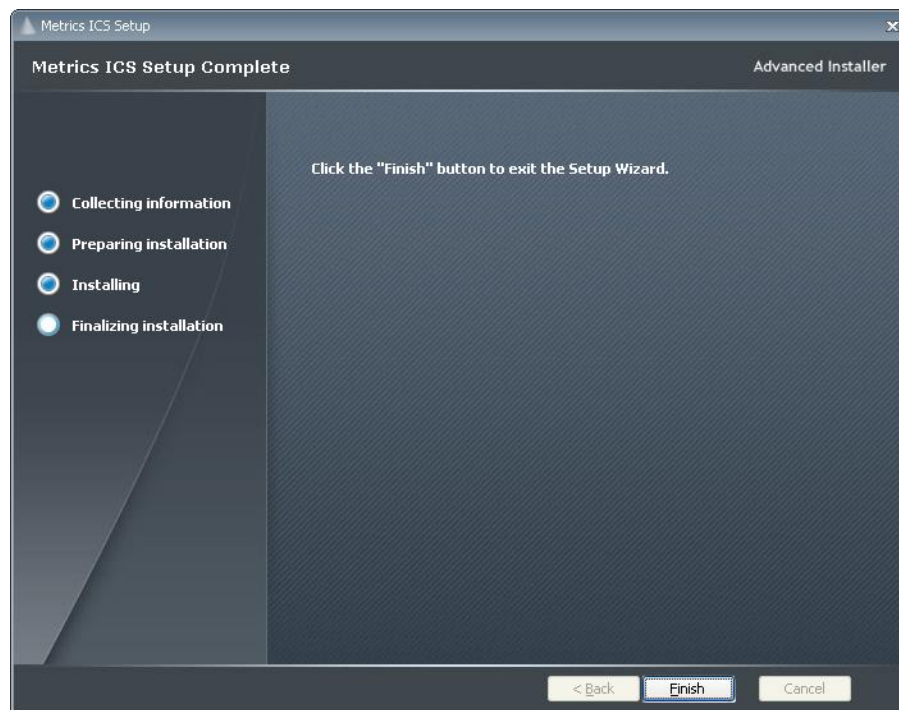 Metrics ICS Setup
Metrics ICS Setup Complete
Advanced Installer
Click the "Finish" button to exit the Setup Wizard.
Collecting information
Preparing installation
Installing
Finalizing installation
< Back
Finish
Cancel